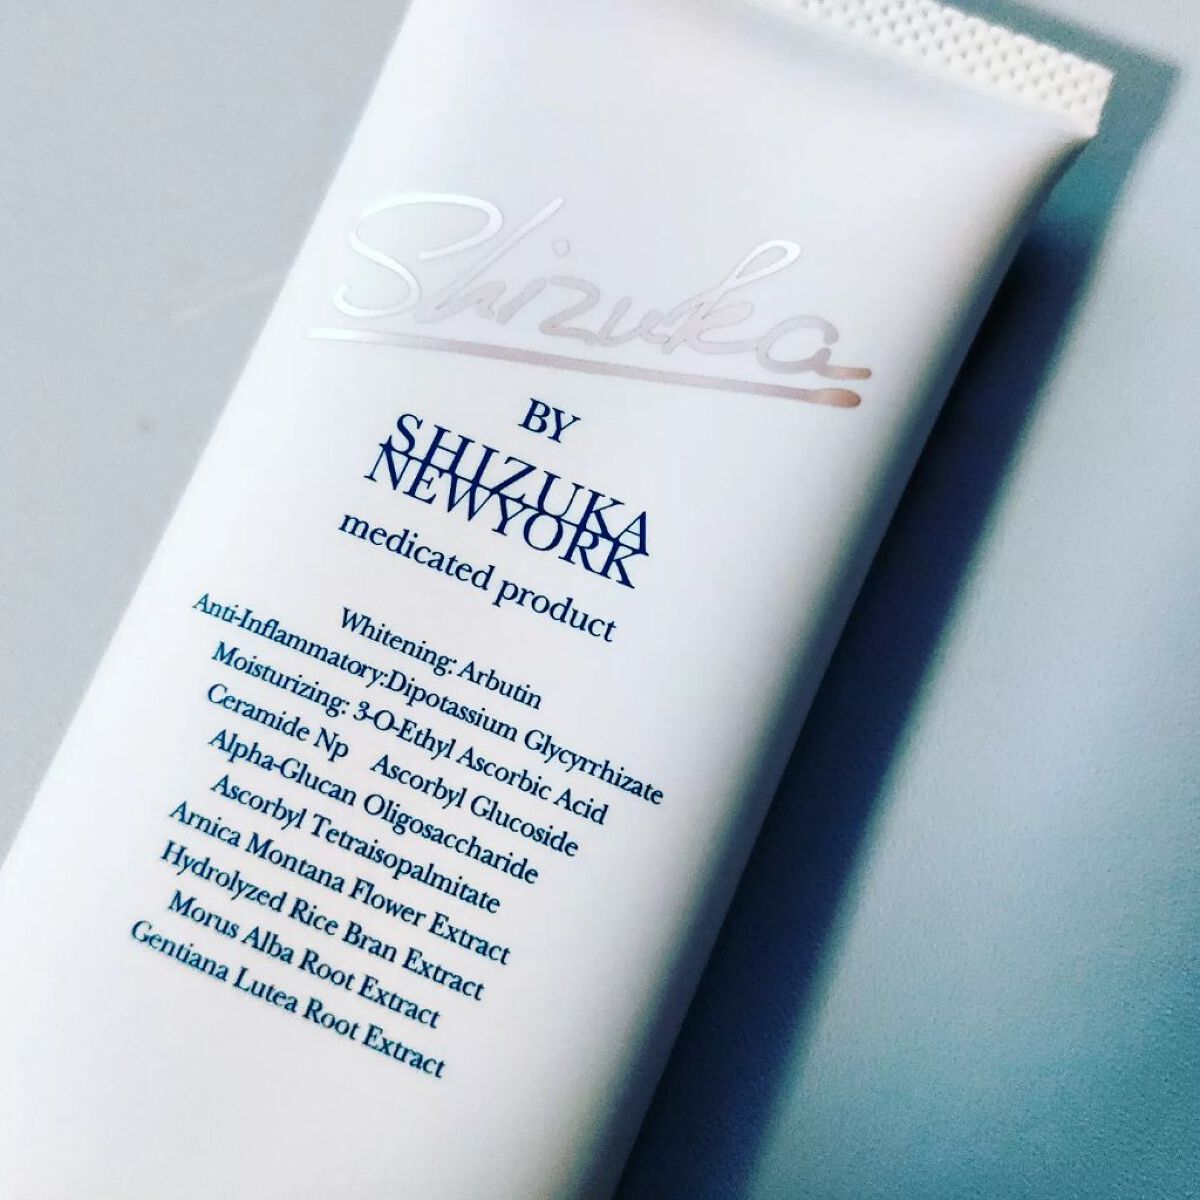 Shizuka
BY
SHIZUKA
NEWYORK
medicated product
Whitening: Arbutin
Anti-Inflammatory:Dipotassium Glycyrrhizate
Moisturizing: 3-O-Ethyl Ascorbic Acid
Ceramide Np Ascorbyl Glucoside
Alpha-Glucan Oligosaccharide
Ascorbyl Tetraisopalmitate
Arnica Montana Flower Extract
Hydrolyzed Rice Bran Extract
Morus Alba Root Extract
Gentiana Lutea Root Extract